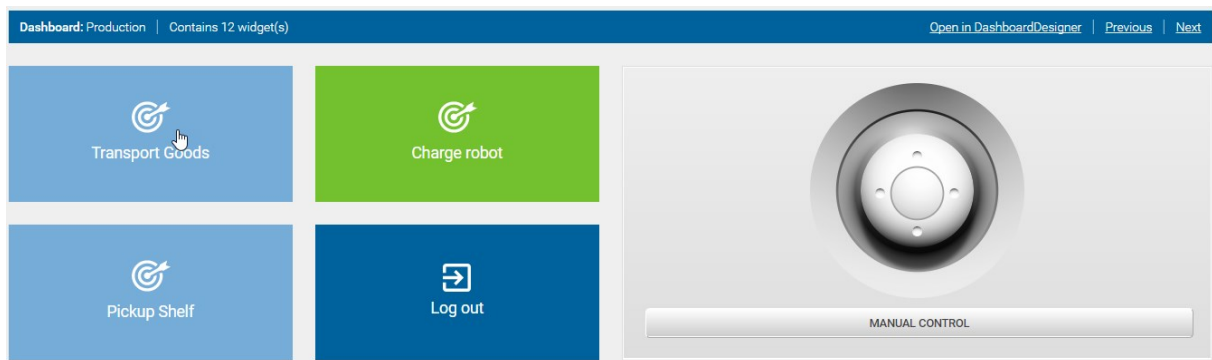 Dashboard: Production | Contains 12 widget(s)
Open in DashboardDesigner | Previous | Next
Transport Goods
Charge robot
Pickup Shelf
Log out
MANUAL CONTROL